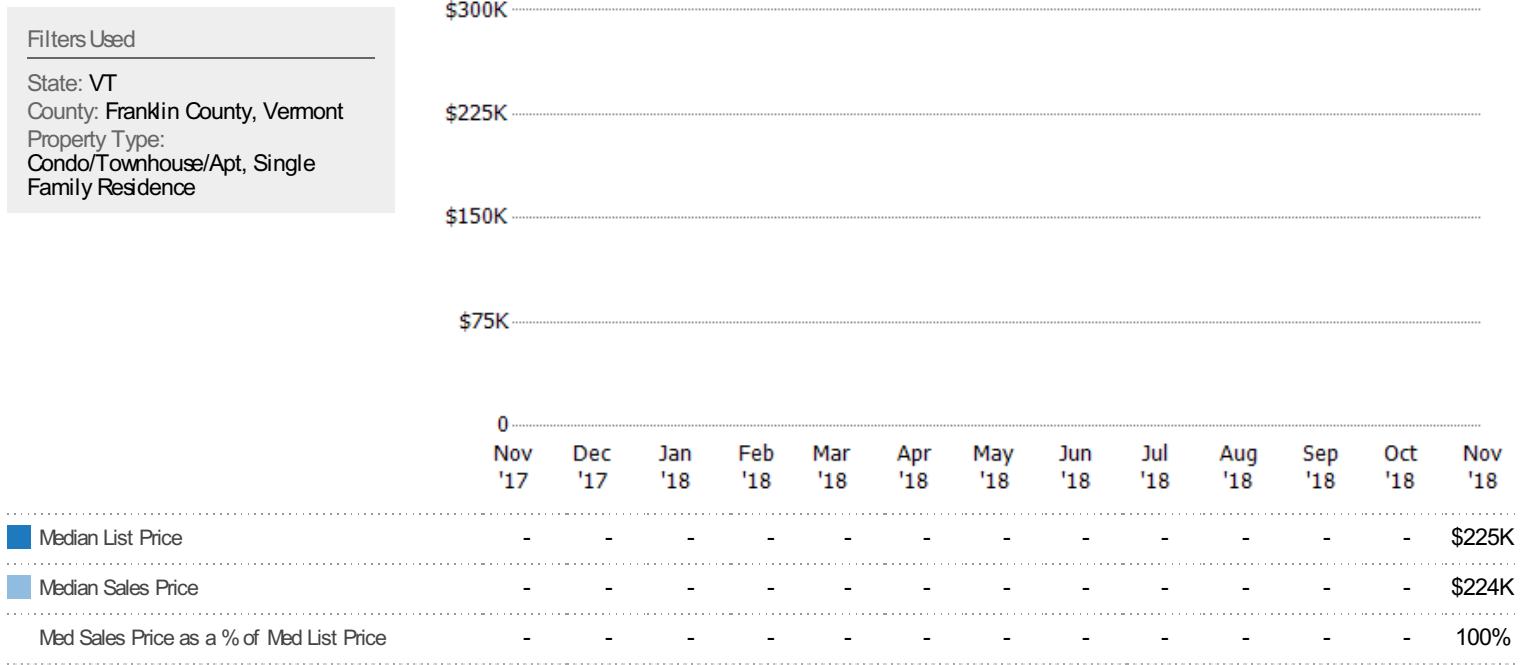 Filters Used
State: VT
County: Franklin County, Vermont
Property Type:
Condo/Townhouse/Apt, Single
Family Residence
$300K
$225K
$150K
$75K
0
Nov Dec Jan Feb Mar Apr May Jun Jul Aug Sep Oct Nov
'17 '17 '18 '18 '18 '18 '18 '18 '18 '18 '18 '18 '18
Median List Price - - - - - - - - - - - - $225K
Median Sales Price - - - - - - - - - - - - $224K
Med Sales Price as a % of Med List Price - - - - - - - - - - - - 100%